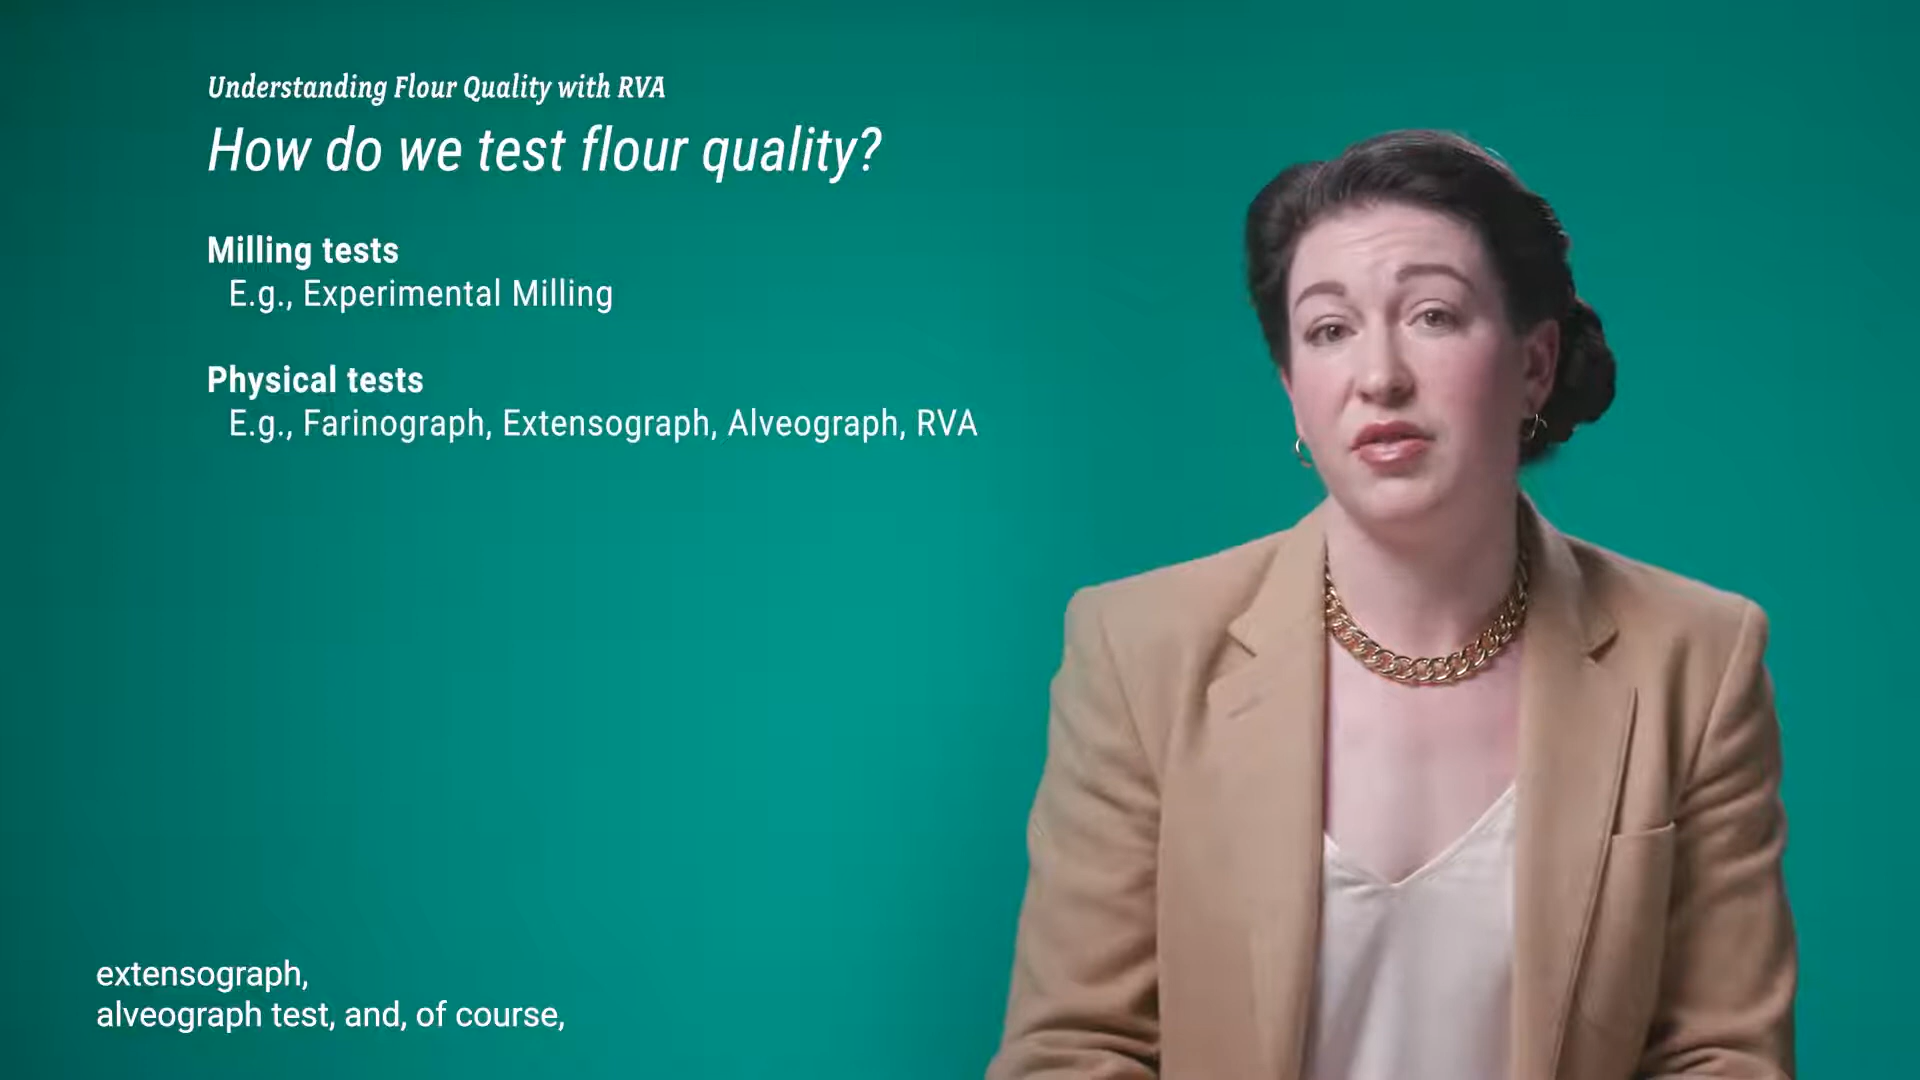 Understanding Flour Quality with RVA
How do we test flour quality?
Milling tests
E.g., Experimental Milling
Physical tests
E.g., Farinograph, Extensograph, Alveograph, RVA
extensograph,
alveograph test, and, of course,